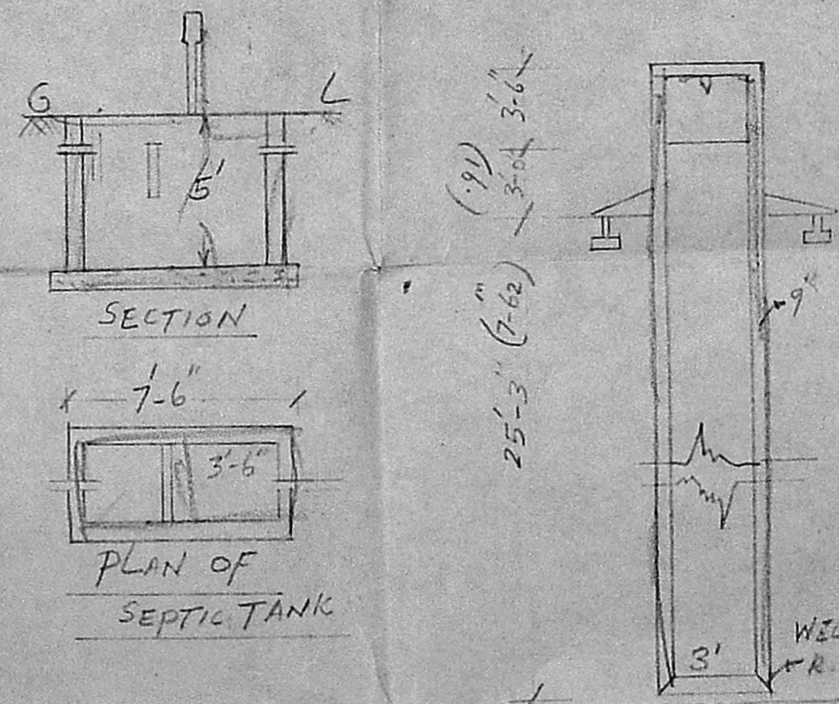 G L
5'
SECTION
7'-6"
3'-6"
PLAN OF
SEPTIC TANK
3'-6"
(.91)
3'-0"
25'-3" (7-62)
9"
3'
WEL
R.